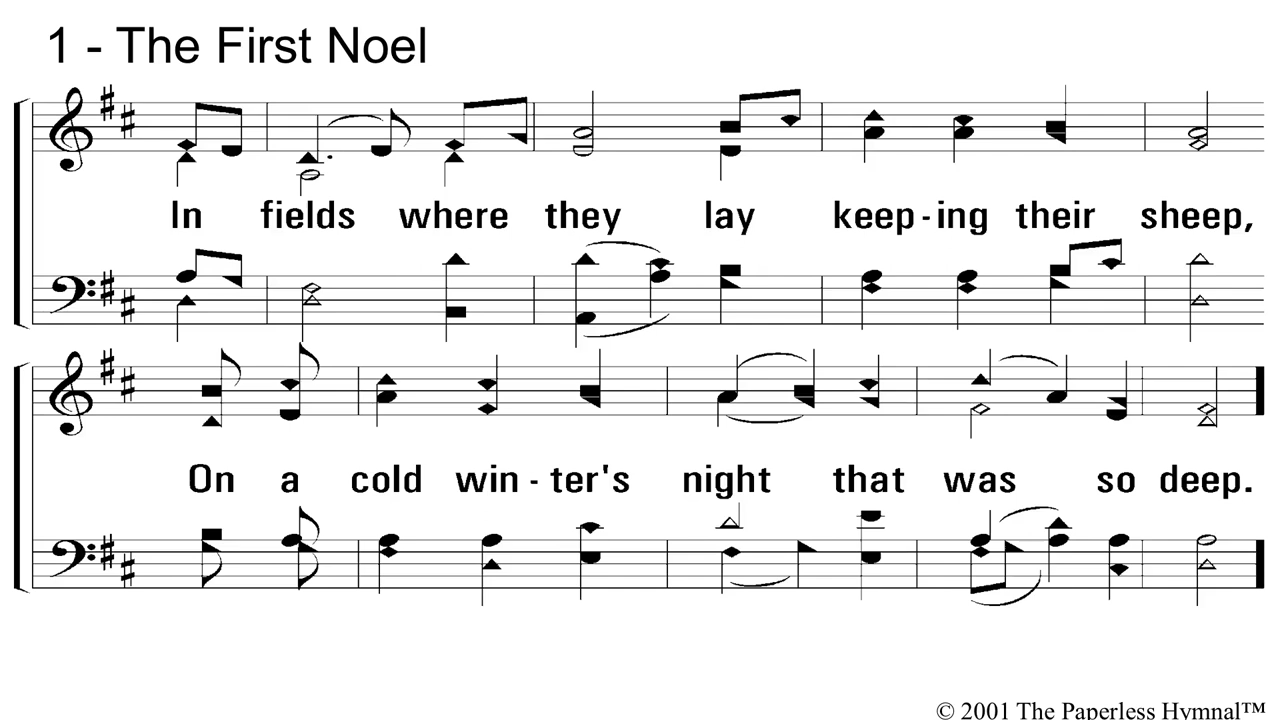 1 - The First Noel
In fields where they lay keep-ing their sheep,
On a cold win-ter's night that was so deep.
© 2001 The Paperless Hymnal™